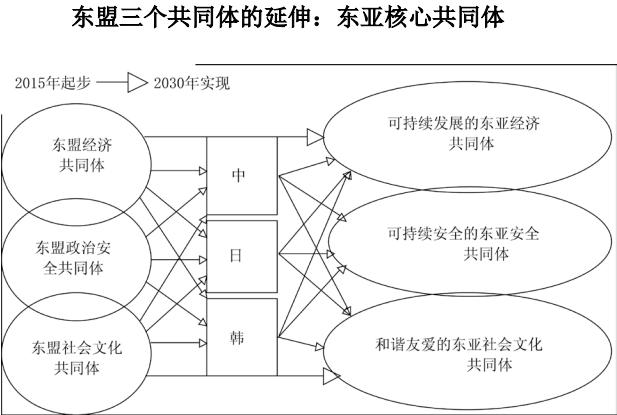 东盟三个共同体的延伸：东亚核心共同体
2015年起步
2030年实现
东盟经济
共同体
东盟政治安
全共同体
东盟社会文化
共同体
中
日
韩
可持续发展的东亚经济
共同体
可持续安全的东亚安全
共同体
和谐友爱的东亚社会文化
共同体